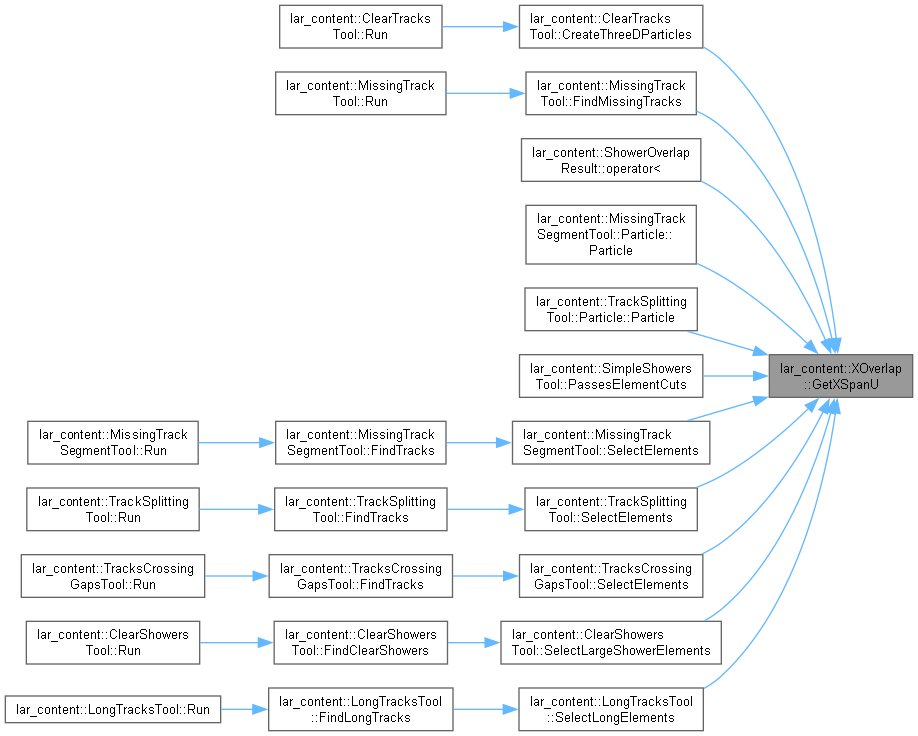 lar_content::ClearTracks
Tool::Run
lar_content::ClearTracks
Tool::CreateThreeDParticles
lar_content::MissingTrack
Tool::Run
lar_content::MissingTrack
Tool::FindMissingTracks
lar_content::ShowerOverlap
Result::operator<
lar_content::MissingTrack
SegmentTool::Particle::
Particle
lar_content::TrackSplitting
Tool::Particle::Particle
lar_content::XOverlap
::GetXSpanU
lar_content::SimpleShowers
Tool::PassesElementCuts
lar_content::MissingTrack
SegmentTool::Run
lar_content::MissingTrack
SegmentTool::FindTracks
lar_content::MissingTrack
SegmentTool::SelectElements
lar_content::TrackSplitting
Tool::Run
lar_content::TrackSplitting
Tool::FindTracks
lar_content::TrackSplitting
Tool::SelectElements
lar_content::TracksCrossing
GapsTool::Run
lar_content::TracksCrossing
GapsTool::FindTracks
lar_content::TracksCrossing
GapsTool::SelectElements
lar_content::ClearShowers
Tool::Run
lar_content::ClearShowers
Tool::FindClearShowers
lar_content::ClearShowers
Tool::SelectLargeShowerElements
lar_content::LongTracksTool::Run
lar_content::LongTracksTool
::FindLongTracks
lar_content::LongTracksTool
::SelectLongElements